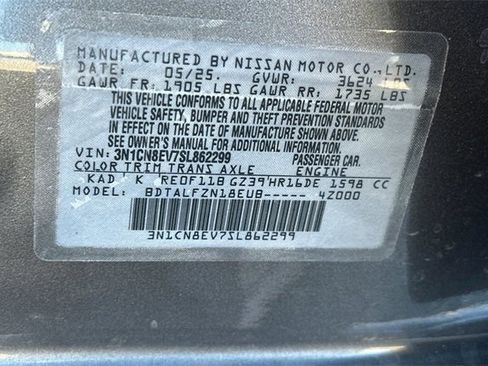 MANUFACTURED BY NISSAN MOTOR CO.,LTD.
DATE: 05/25. GVWR: 3624 LBS
GAWR FR: 1905 LBS GAWR RR: 1735 LBS
THIS VEHICLE CONFORMS TO ALL APPLICABLE FEDERAL MOTOR
VEHICLE SAFETY, BUMPER AND THEFT PREVENTION STANDARDS
IN EFFECT ON THE DATE OF MANUFACTURE SHOWN ABOVE.
SEE OWNER'S MANUAL FOR ADDITIONAL INFORMATION.
VIN: 3N1CN8EV7SL862299 PASSENGER CAR
COLOR TRIM TRANS AXLE ENGINE
KAD K RE0F11B GZ39 HR16DE 1598 CC
MODEL: BDTALFZN18EUB----- 4Z000
3N1CN8EV7SL862299